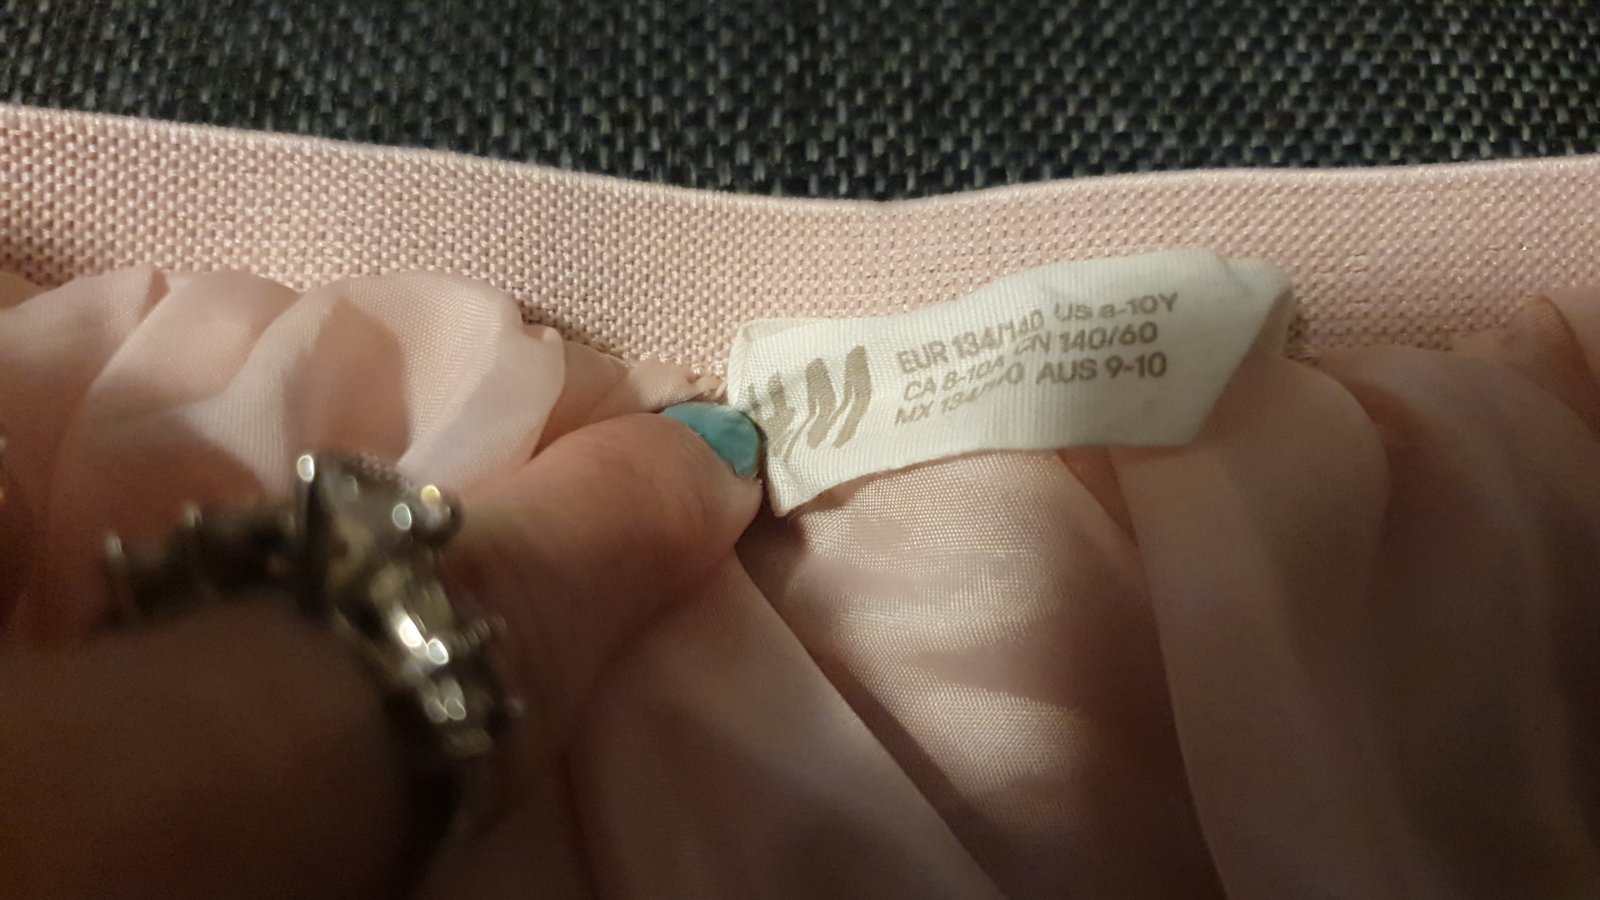 H&M
EUR 134/140 US 8-10Y
CA 8-10A CN 140/60
MX 134/140 AUS 9-10